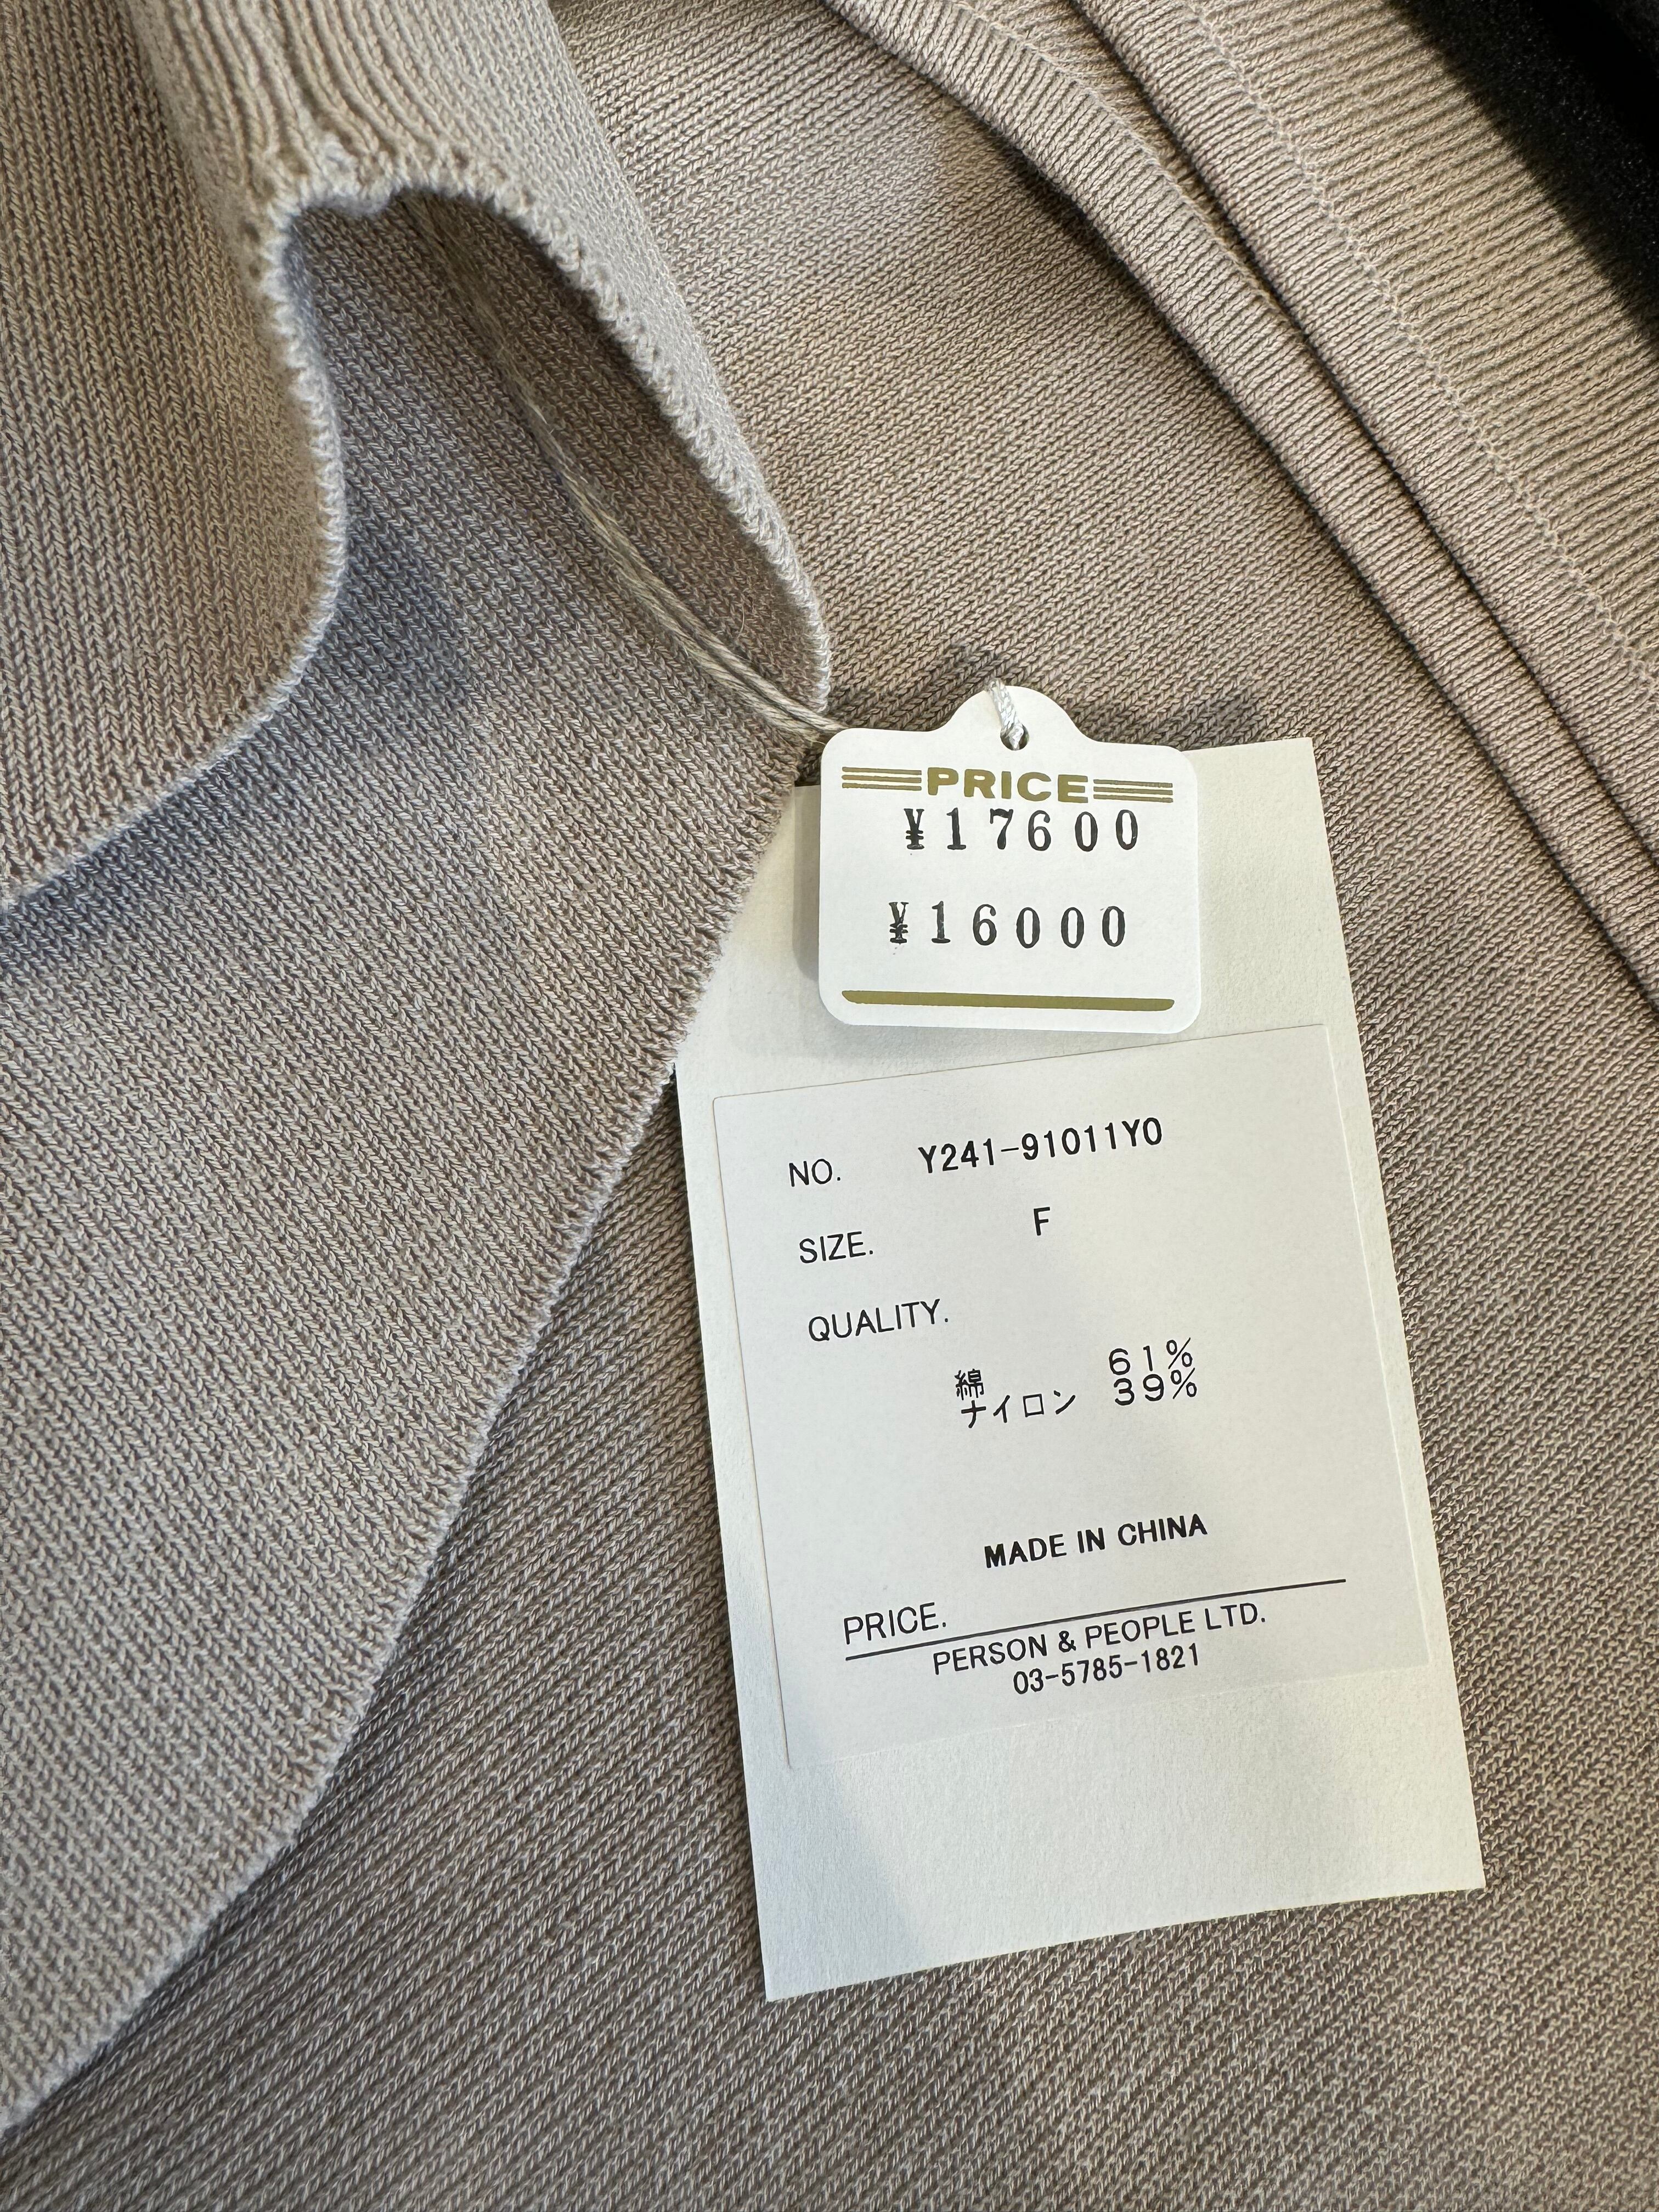 PRICE
¥17600
¥16000
NO. Y241-91011Y0
SIZE. F
QUALITY.
綿 61%
ナイロン 39%
MADE IN CHINA
PRICE.
PERSON & PEOPLE LTD.
03-5785-1821